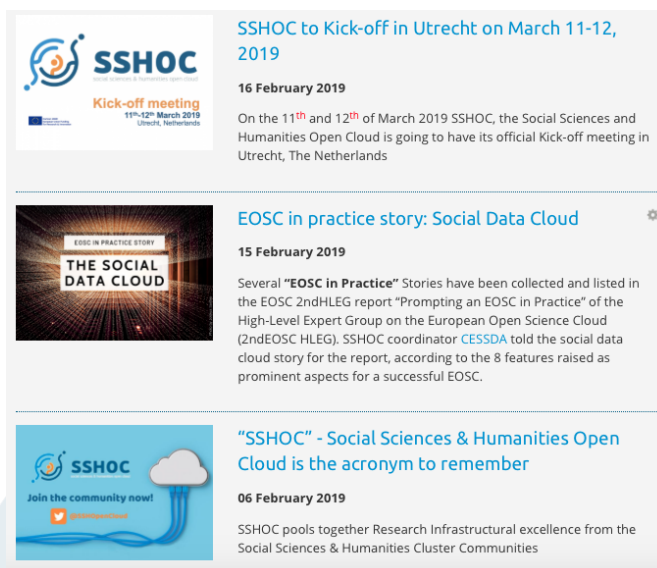 SSHOC
social sciences & humanities open cloud
Kick-off meeting
11th-12th March 2019
Utrecht, Netherlands
SSHOC to Kick-off in Utrecht on March 11-12,
2019
16 February 2019
On the 11th and 12th of March 2019 SSHOC, the Social Sciences and
Humanities Open Cloud is going to have its official Kick-off meeting in
Utrecht, The Netherlands
EOSC IN PRACTICE STORY
THE SOCIAL
DATA CLOUD
EOSC in practice story: Social Data Cloud
15 February 2019
Several “EOSC in Practice” Stories have been collected and listed in
the EOSC 2ndHLEG report “Prompting an EOSC in Practice” of the
High-Level Expert Group on the European Open Science Cloud
(2ndEOSC HLEG). SSHOC coordinator CESSDA told the social data
cloud story for the report, according to the 8 features raised as
prominent aspects for a successful EOSC.
SSHOC
Join the community now!
@SSHOpenCloud
“SSHOC” - Social Sciences & Humanities Open
Cloud is the acronym to remember
06 February 2019
SSHOC pools together Research Infrastructural excellence from the
Social Sciences & Humanities Cluster Communities